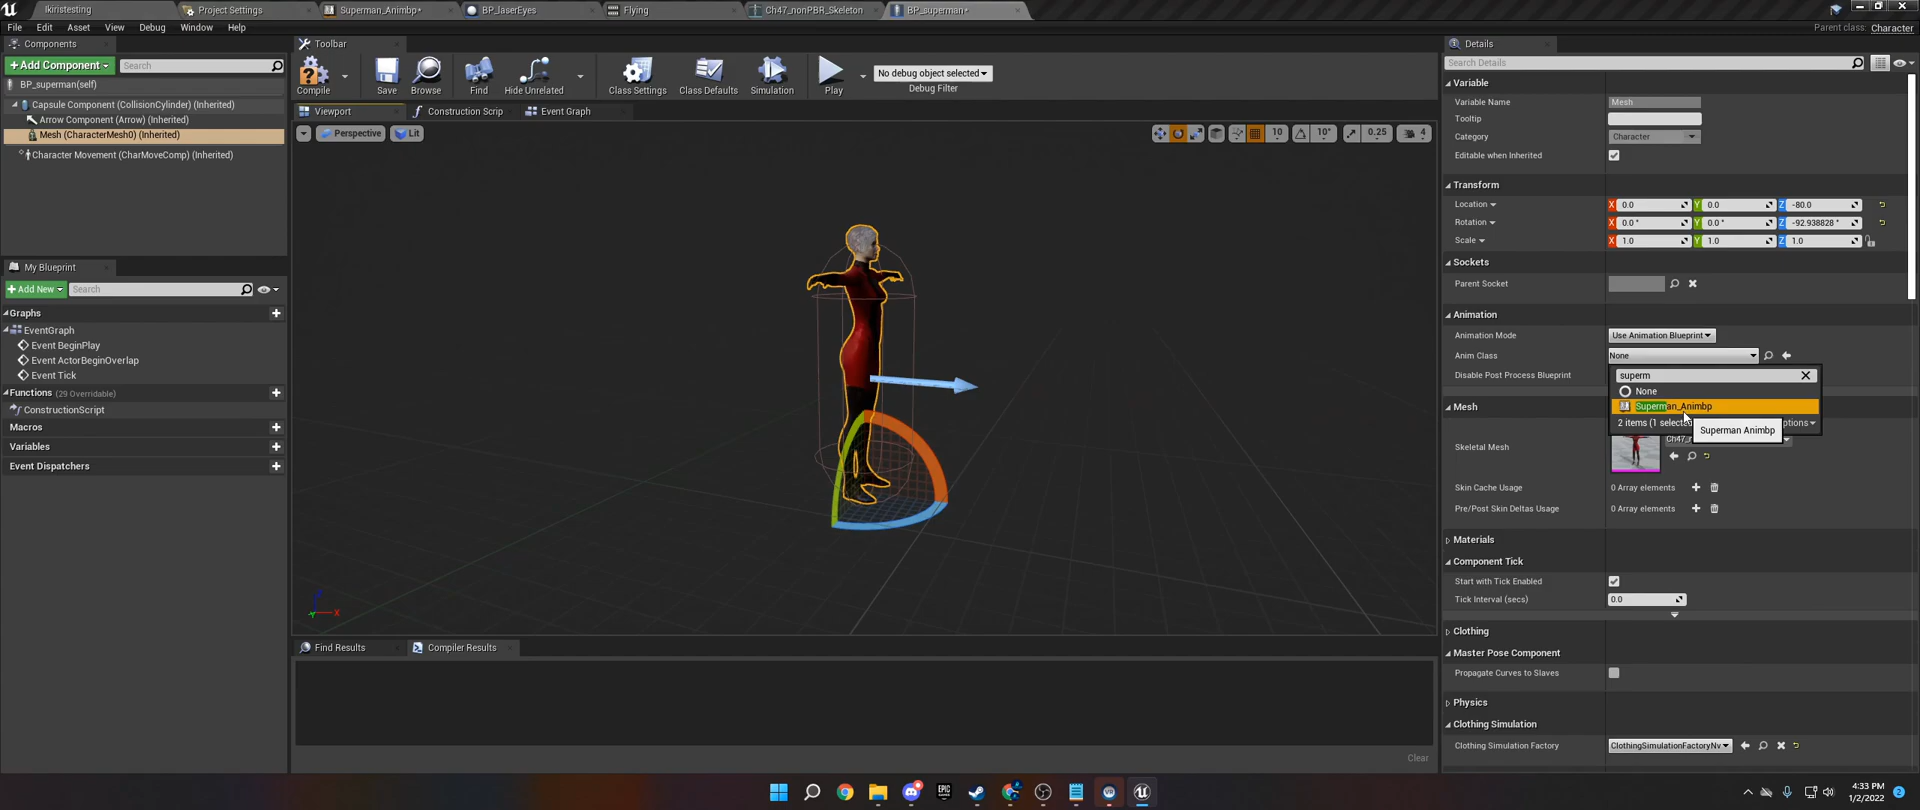 Ikiristesting
Project Settings
Superman_Animbp*
BP_laserEyes
Flying
Ch47_nonPBR_Skeleton
BP_superman*
File Edit Asset View Debug Window Help
Parent class: Character
Components
+Add Component
Search
BP_superman(self)
Capsule Component (CollisionCylinder) (Inherited)
Arrow Component (Arrow) (Inherited)
Mesh (CharacterMesh0) (Inherited)
Character Movement (CharMoveComp) (Inherited)
My Blueprint
+Add New
Search
Graphs
EventGraph
Event BeginPlay
Event ActorBeginOverlap
Event Tick
Functions (29 Overridable)
ConstructionScript
Macros
Variables
Event Dispatchers
Toolbar
Compile
Save
Browse
Find
Hide Unrelated
Class Settings
Class Defaults
Simulation
Play
No debug object selected
Debug Filter
Viewport
Construction Scrip
Event Graph
Perspective
Lit
10
10°
0.25
4
Z
X
Y
Find Results
Compiler Results
Clear
Details
Search Details
Variable
Variable Name Mesh
Tooltip
Category Character
Editable when Inherited
Transform
Location X 0.0 Y 0.0 Z -80.0
Rotation X 0.0 ° Y 0.0 ° Z -92.938828 °
Scale X 1.0 Y 1.0 Z 1.0
Sockets
Parent Socket
Animation
Animation Mode Use Animation Blueprint
Anim Class None
Disable Post Process Blueprint
superm
None
Superman_Animbp
2 items (1 selecte
ptions
Superman Animbp
Mesh
Skeletal Mesh
Skin Cache Usage 0 Array elements
Pre/Post Skin Deltas Usage 0 Array elements
Materials
Component Tick
Start with Tick Enabled
Tick Interval (secs) 0.0
Clothing
Master Pose Component
Propagate Curves to Slaves
Physics
Clothing Simulation
Clothing Simulation Factory ClothingSimulationFactoryNv
EPIC
GAMES
4:33 PM
1/2/2022
2